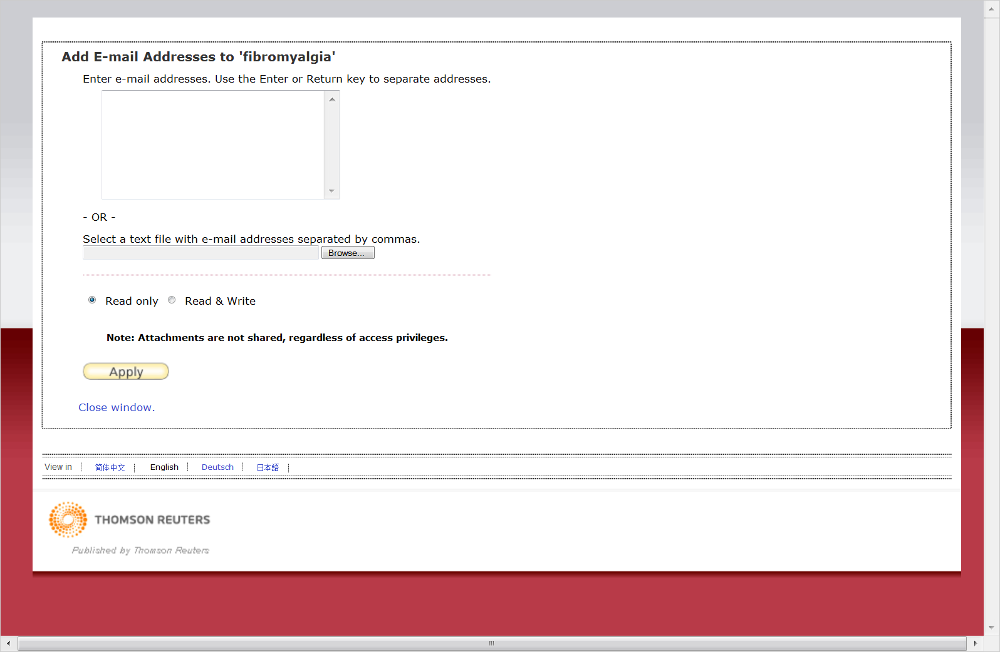 Add E-mail Addresses to 'fibromyalgia'
Enter e-mail addresses. Use the Enter or Return key to separate addresses.
- OR -
Select a text file with e-mail addresses separated by commas.
Browse...
Read only Read & Write
Note: Attachments are not shared, regardless of access privileges.
Apply
Close window.
View in 简体中文 English Deutsch 日本語
THOMSON REUTERS
Published by Thomson Reuters